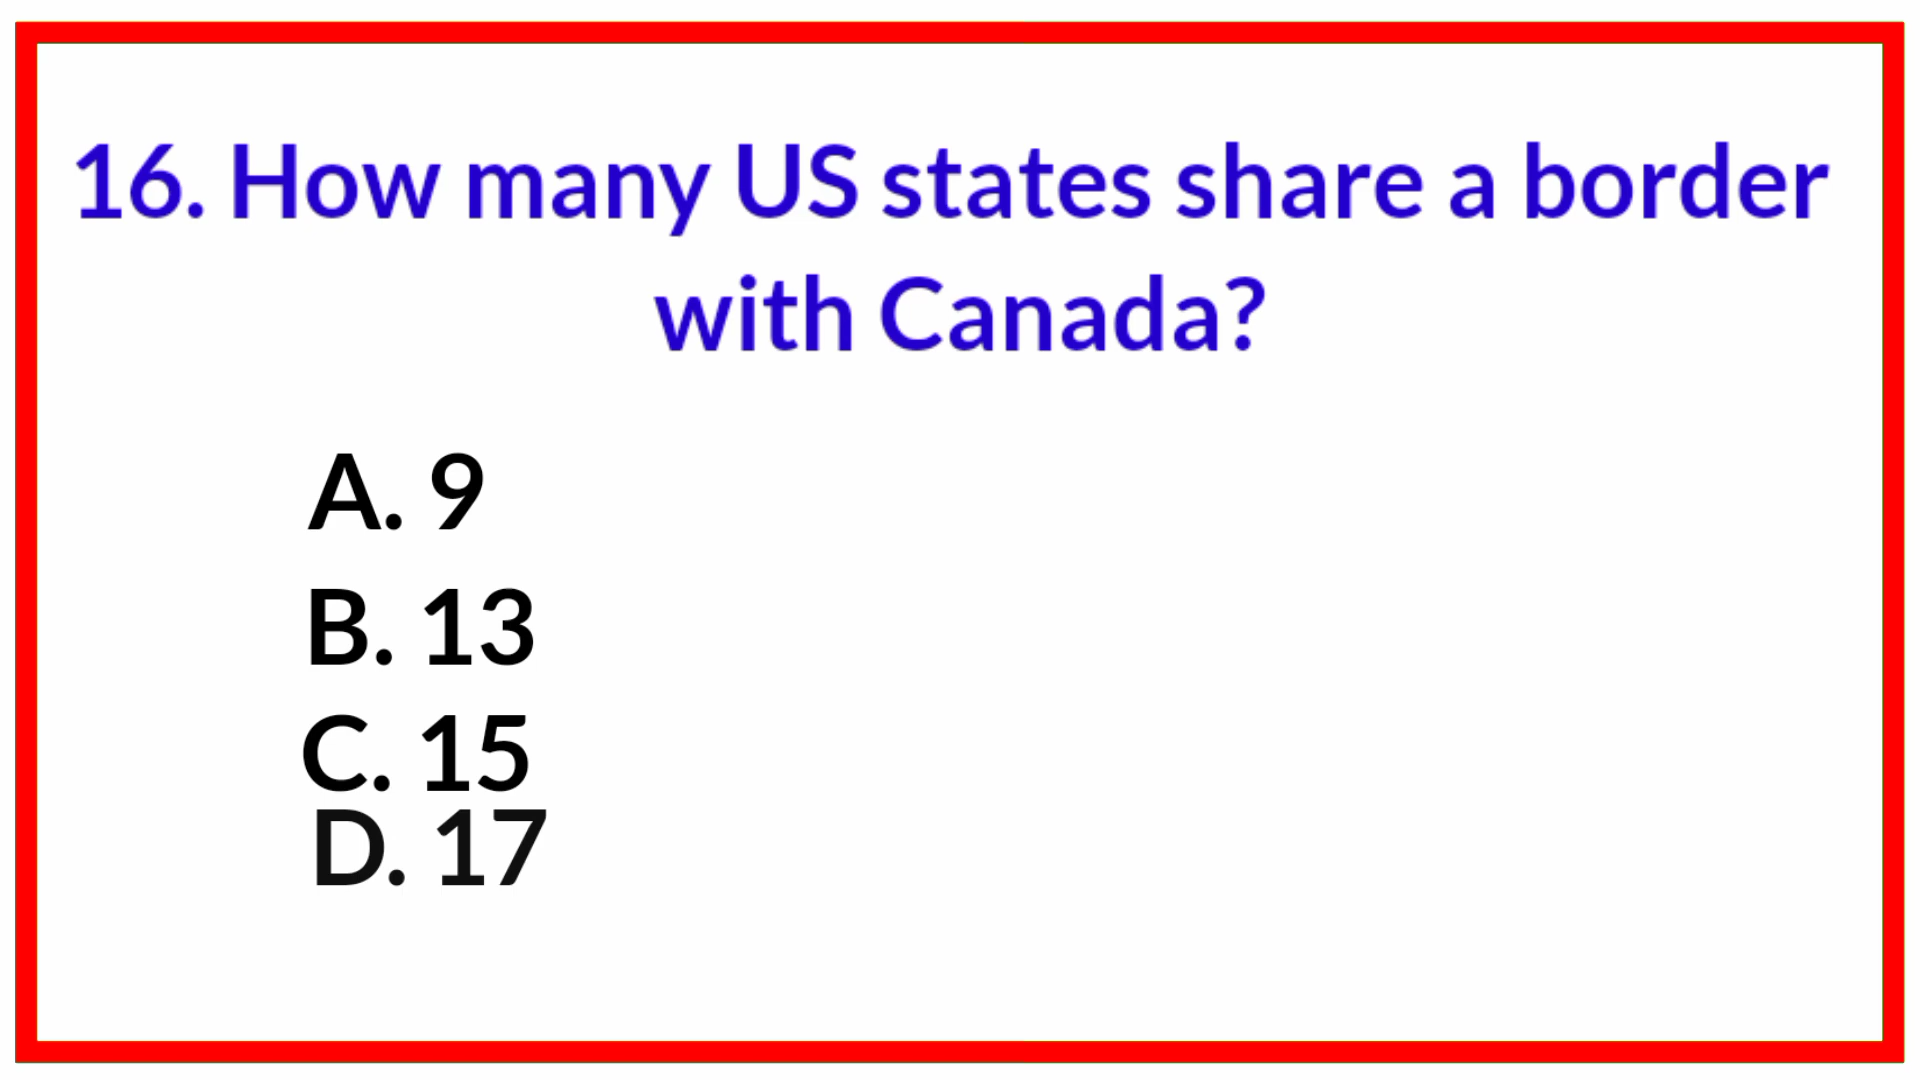 16. How many US states share a border
with Canada?
A. 9
B. 13
C. 15
D. 17